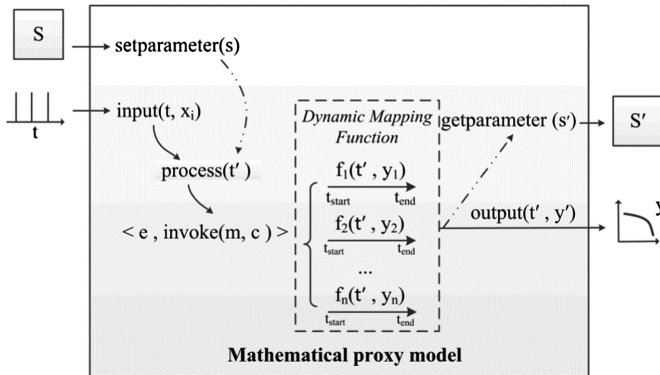 S
setparameter(s)
t
input(t, xᵢ)
process(t′)
< e , invoke(m, c ) >
Dynamic Mapping
Function
f₁(t′ , y₁)
tstart tend
f₂(t′ , y₂)
tstart tend
...
fₙ(t′ , yₙ)
tstart tend
getparameter (s′)
S′
output(t′ , y′)
Mathematical proxy model